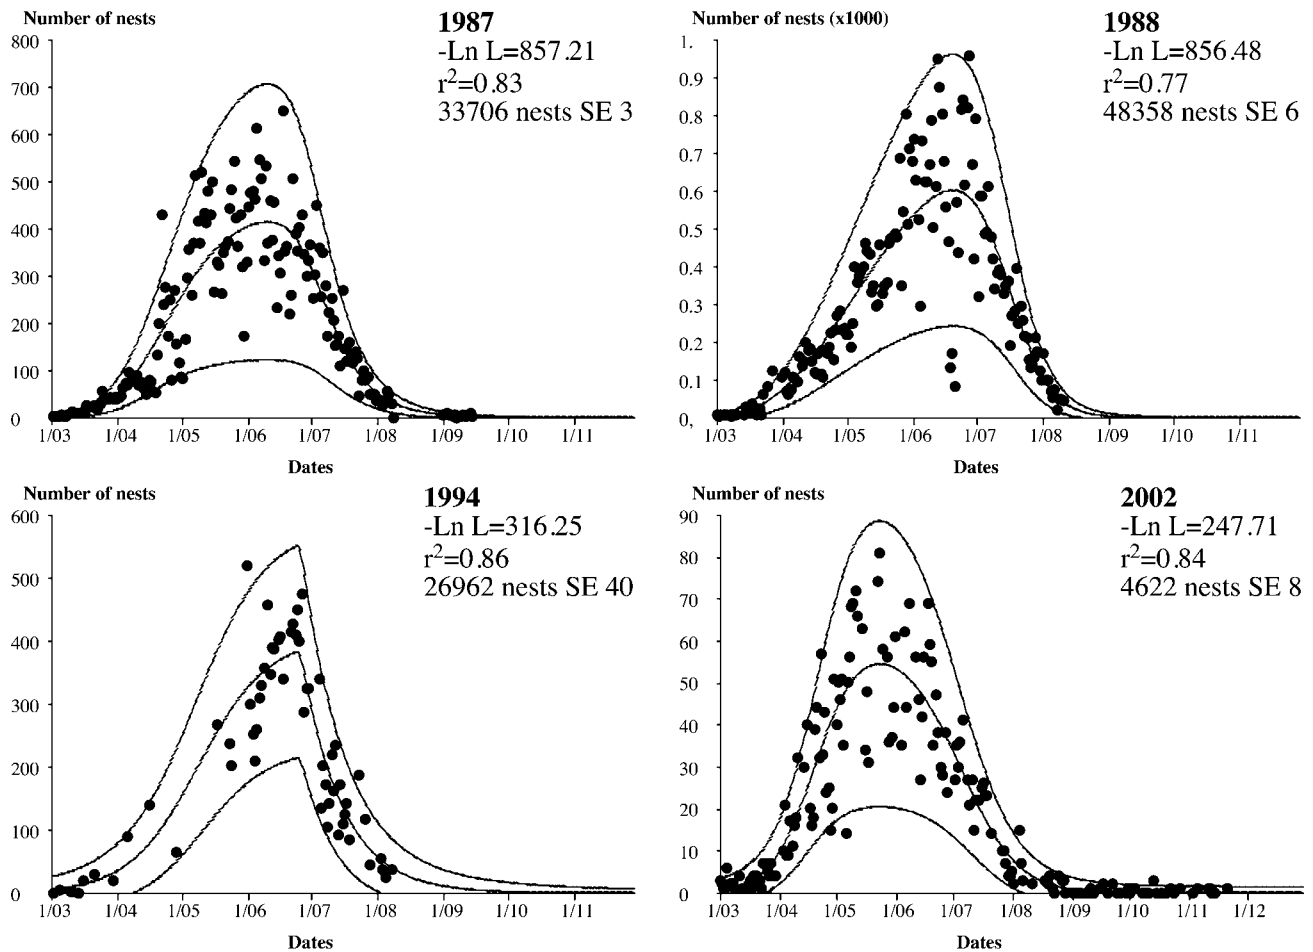 Number of nests
1987
-Ln L=857.21
r²=0.83
33706 nests SE 3
800
700
600
500
400
300
200
100
0
1/03 1/04 1/05 1/06 1/07 1/08 1/09 1/10 1/11
Dates
Number of nests (x1000)
1988
-Ln L=856.48
r²=0.77
48358 nests SE 6
1.
0.9
0.8
0.7
0.6
0.5
0.4
0.3
0.2
0.1
0,
1/03 1/04 1/05 1/06 1/07 1/08 1/09 1/10 1/11
Dates
Number of nests
1994
-Ln L=316.25
r²=0.86
26962 nests SE 40
600
500
400
300
200
100
0
1/03 1/04 1/05 1/06 1/07 1/08 1/09 1/10 1/11
Dates
Number of nests
2002
-Ln L=247.71
r²=0.84
4622 nests SE 8
90
80
70
60
50
40
30
20
10
0
1/03 1/04 1/05 1/06 1/07 1/08 1/09 1/10 1/11 1/12
Dates